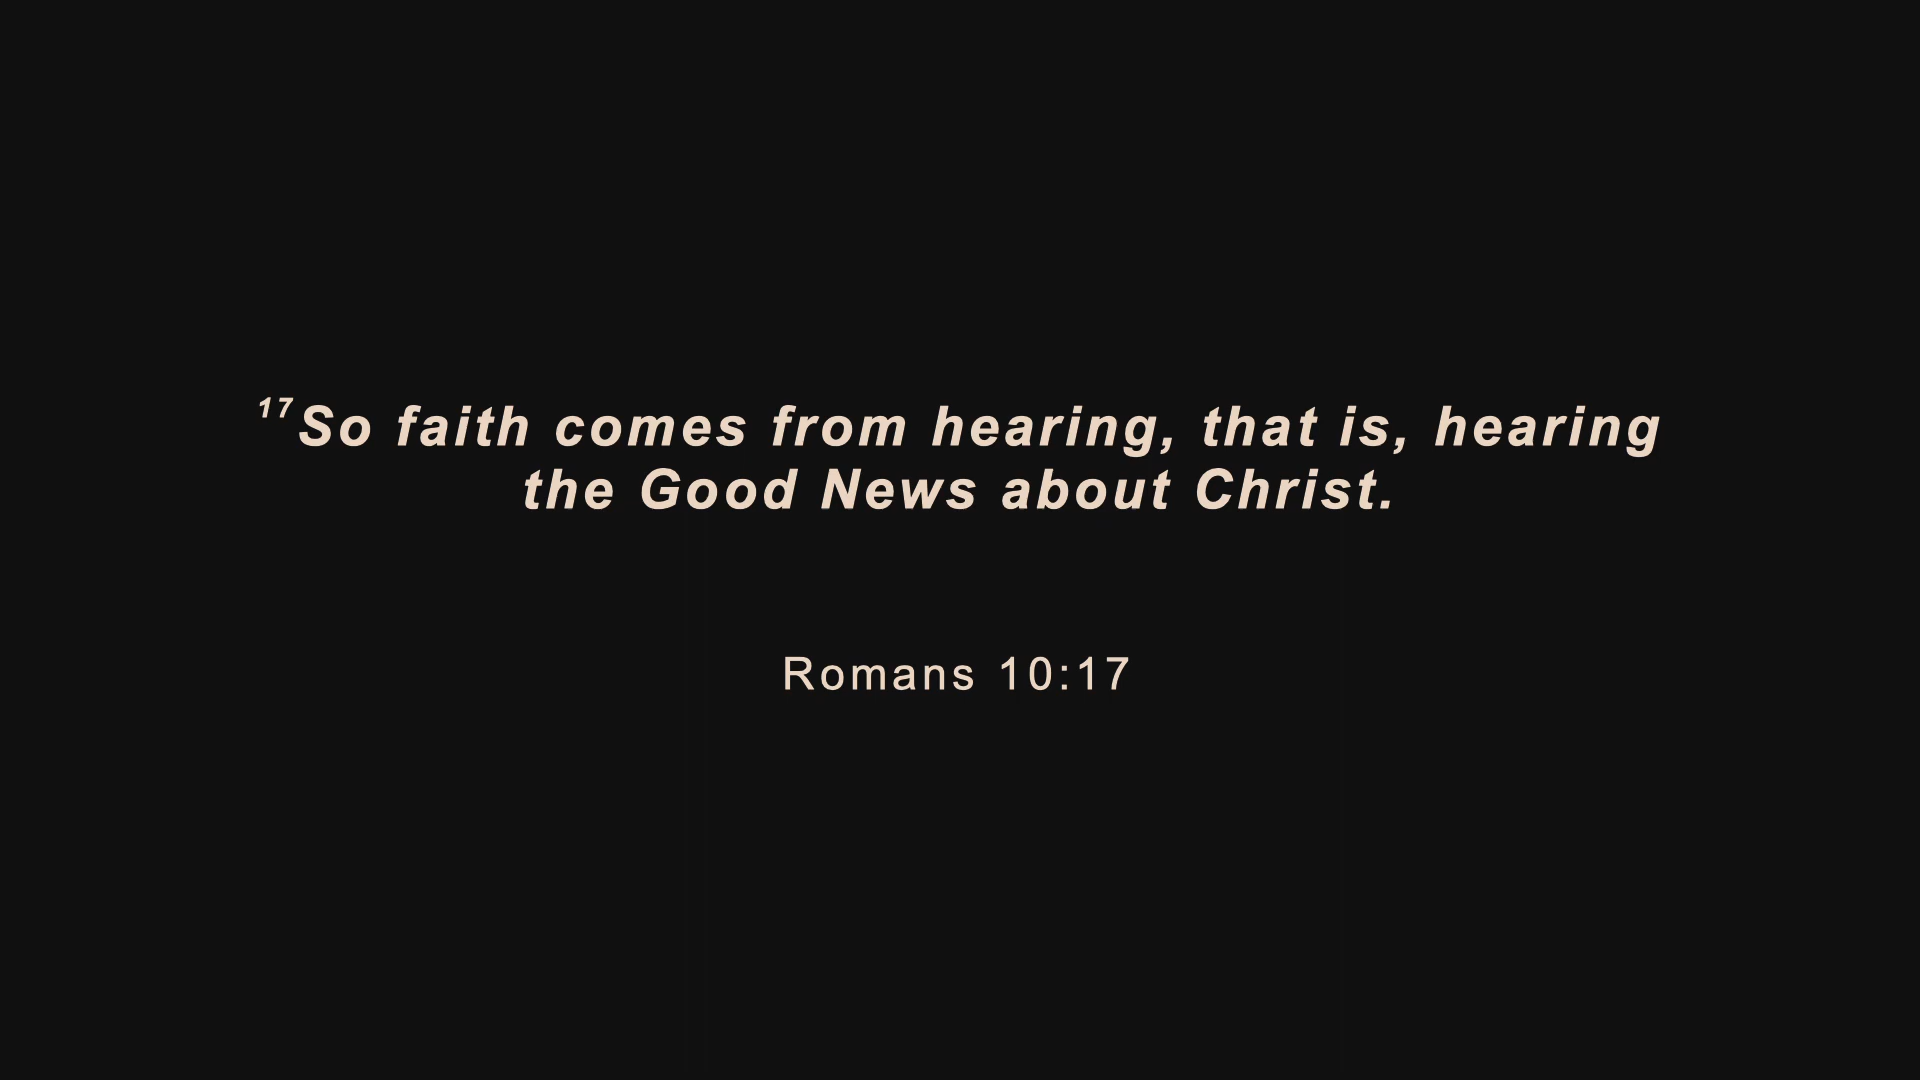 17So faith comes from hearing, that is, hearing
the Good News about Christ.
Romans 10:17